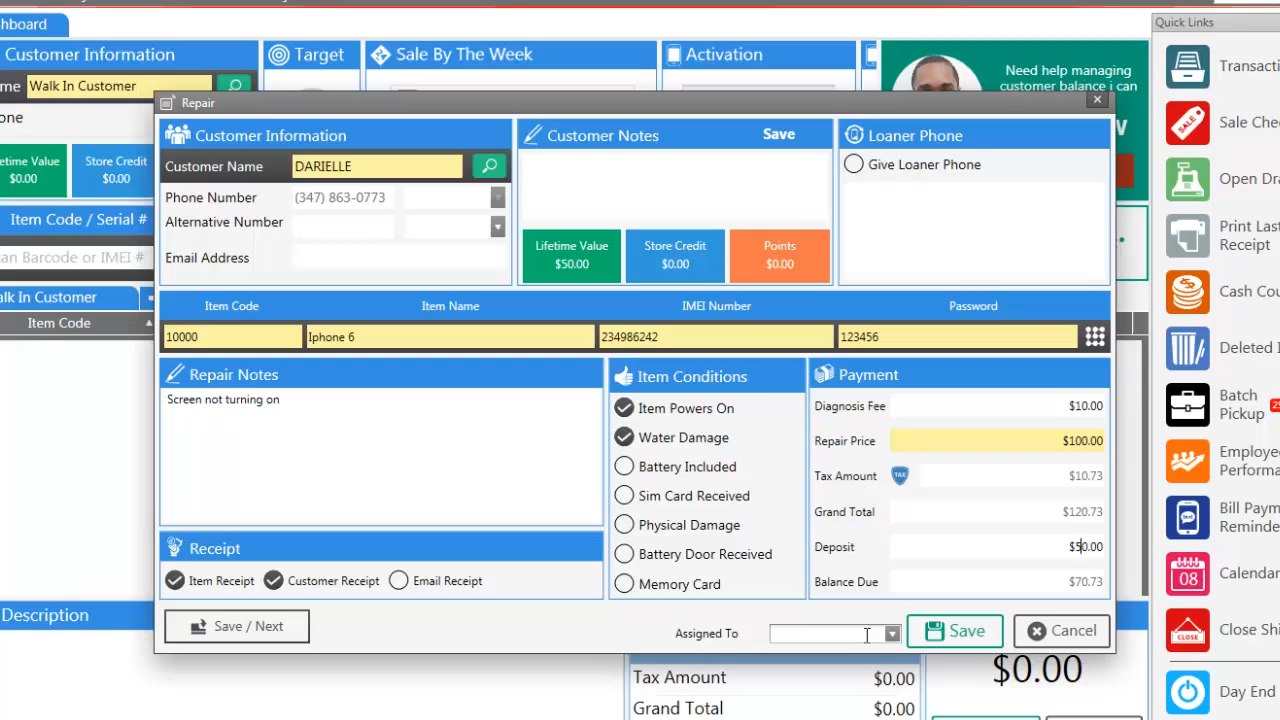 hboard
Quick Links
Customer Information
Target
Sale By The Week
Activation
Need help managing
customer balance i can
me Walk In Customer
one
etime Value
$0.00
Store Credit
$0.00
Item Code / Serial #
can Barcode or IMEI #
alk In Customer
Item Code
Description
Repair
Customer Information
Customer Name DARIELLE
Phone Number (347) 863-0773
Alternative Number
Email Address
Customer Notes Save
Lifetime Value
$50.00
Store Credit
$0.00
Points
$0.00
Loaner Phone
Give Loaner Phone
Item Code Item Name IMEI Number Password
10000 Iphone 6 234986242 123456
Repair Notes
Screen not turning on
Receipt
Item Receipt Customer Receipt Email Receipt
Item Conditions
Item Powers On
Water Damage
Battery Included
Sim Card Received
Physical Damage
Battery Door Received
Memory Card
Payment
Diagnosis Fee $10.00
Repair Price $100.00
Tax Amount TAX $10.73
Grand Total $120.73
Deposit $50.00
Balance Due $70.73
Save / Next
Assigned To
Save
Cancel
Tax Amount $0.00
Grand Total $0.00
$0.00
Transacti
SALE
Sale Che
Open Dra
Print Last
Receipt
Cash Cou
Deleted I
Batch
Pickup
Employe
Performa
Bill Paym
Reminde
08
Calendar
CLOSE
Close Shi
Day End